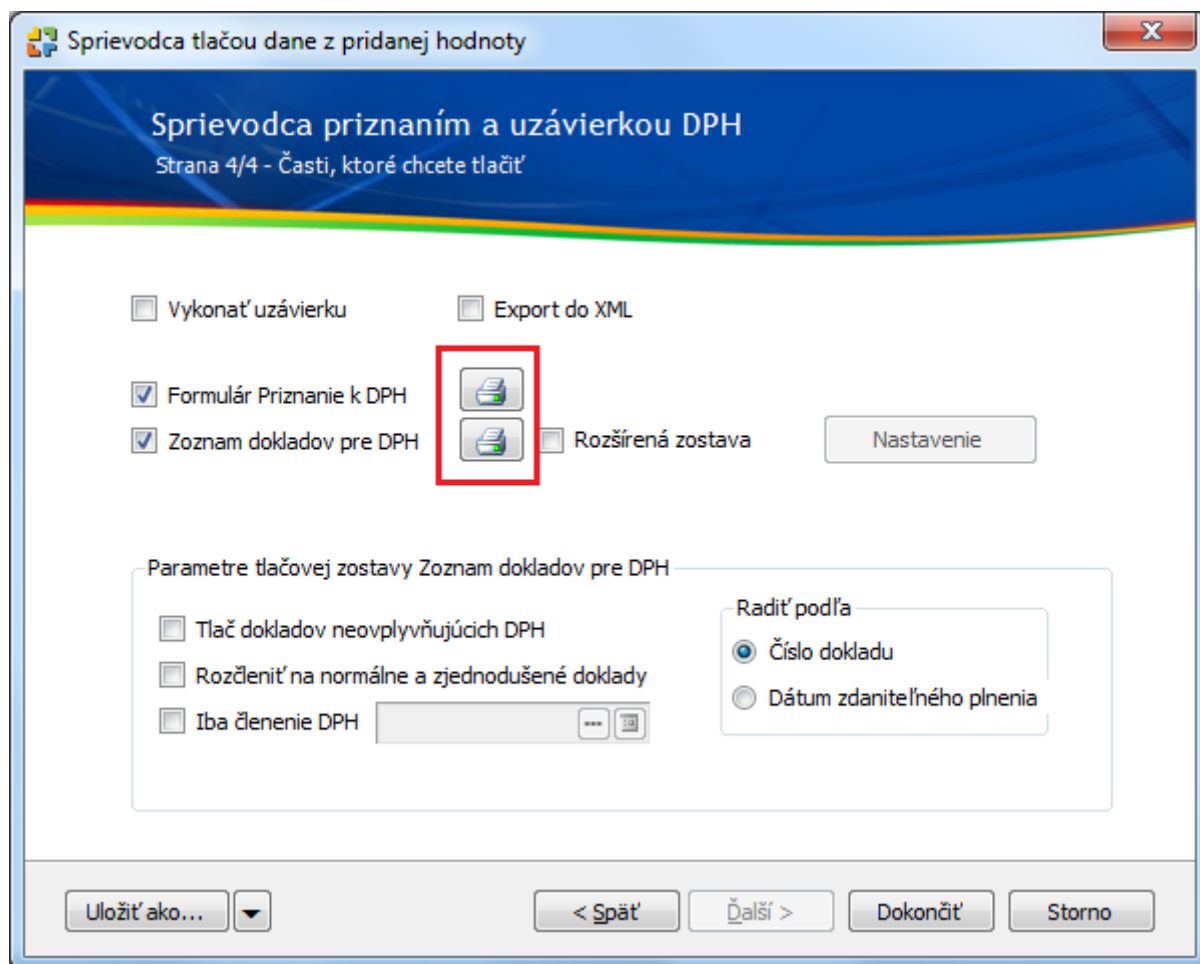 Sprievodca tlačou dane z pridanej hodnoty
Sprievodca priznaním a uzávierkou DPH
Strana 4/4 - Časti, ktoré chcete tlačiť
Vykonať uzávierku Export do XML
Formulár Priznanie k DPH
Zoznam dokladov pre DPH Rozšírená zostava Nastavenie
Parametre tlačovej zostavy Zoznam dokladov pre DPH
Radiť podľa
Tlač dokladov neovplyvňujúcich DPH
Číslo dokladu
Rozčleniť na normálne a zjednodušené doklady
Dátum zdaniteľného plnenia
Iba členenie DPH
Uložiť ako... < Späť Ďalší > Dokončiť Storno